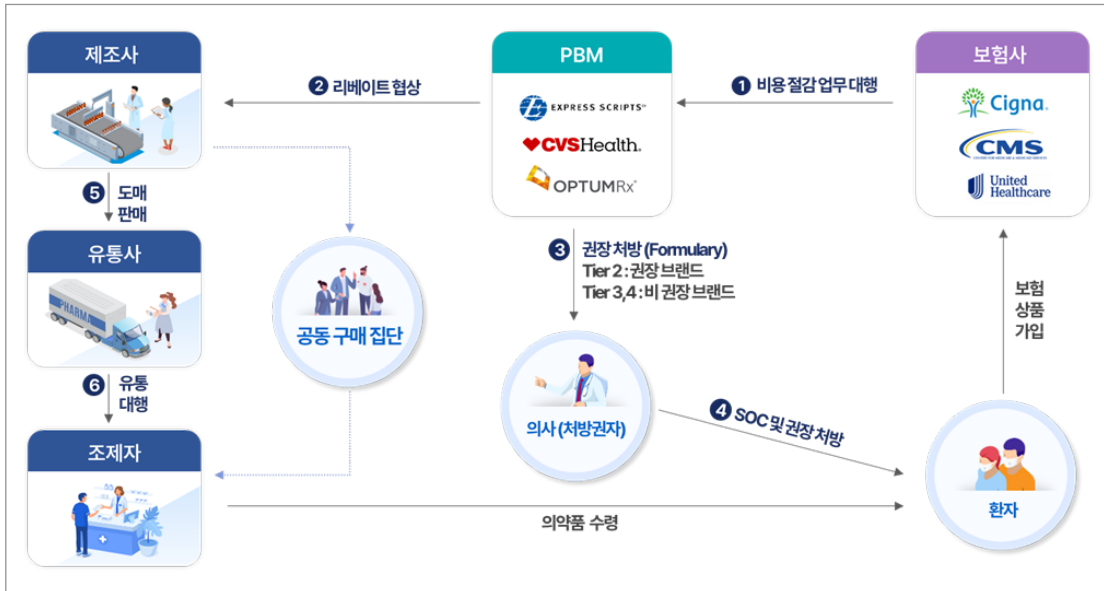 제조사
PBM
보험사
❷ 리베이트 협상
❶ 비용 절감 업무 대행
EXPRESS SCRIPTS
CVSHealth.
OPTUMRx
Cigna.
CMS
CENTERS FOR MEDICARE & MEDICAID SERVICES
United
Healthcare
❺ 도매
판매
유통사
PHARMA
공동 구매 집단
❸ 권장 처방 (Formulary)
Tier 2 : 권장 브랜드
Tier 3,4 : 비 권장 브랜드
보험
상품
가입
❻ 유통
대행
의사 (처방권자)
❹ SOC 및 권장 처방
조제자
의약품 수령
환자